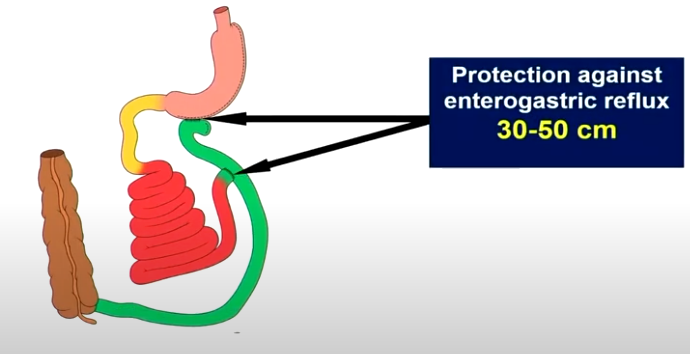 Protection against
enterogastric reflux
30-50 cm